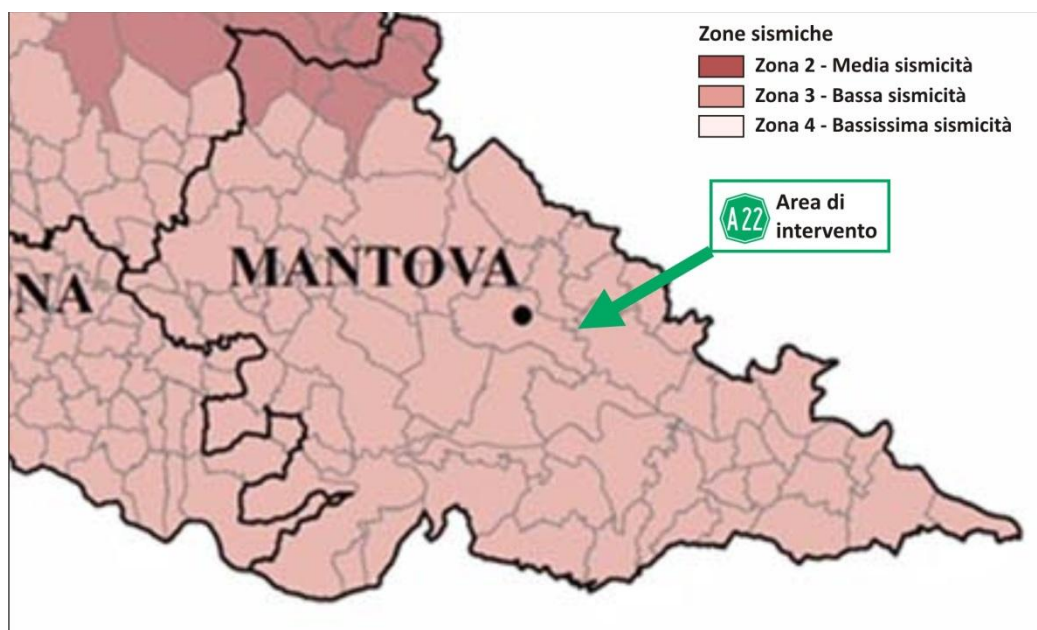 Zone sismiche
Zona 2 - Media sismicità
Zona 3 - Bassa sismicità
Zona 4 - Bassissima sismicità
A22
Area di
intervento
MANTOVA
NA